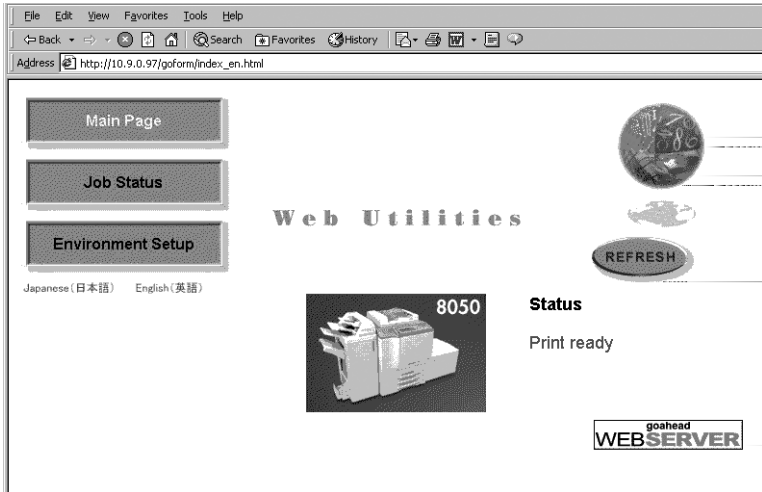 File Edit View Favorites Tools Help
Back Search Favorites History
Address http://10.9.0.97/goform/index_en.html
Main Page
Job Status
Web Utilities
Environment Setup
REFRESH
Japanese(日本語) English(英語)
8050
Status
Print ready
goahead
WEBSERVER